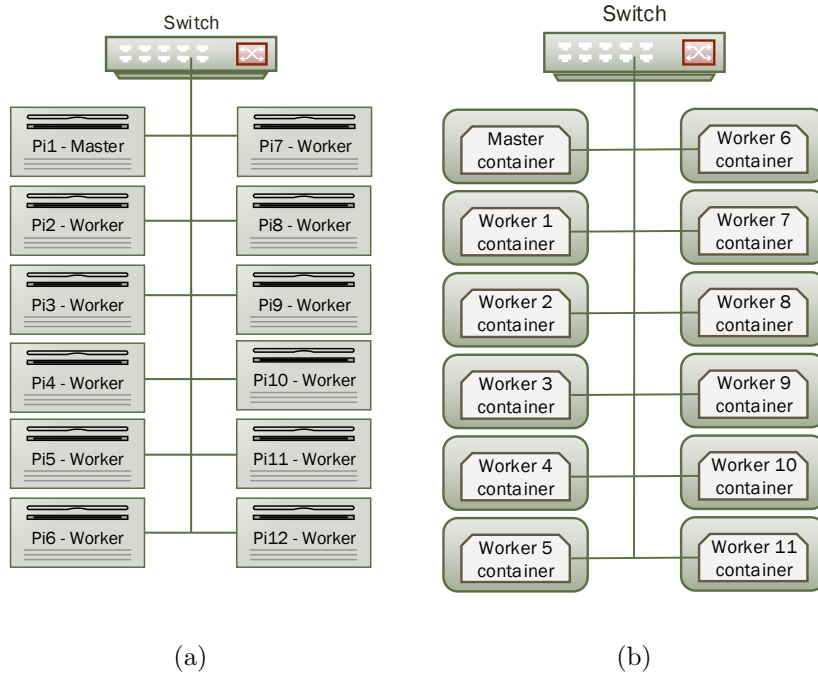 Switch
Pi1 - Master
Pi7 - Worker
Pi2 - Worker
Pi8 - Worker
Pi3 - Worker
Pi9 - Worker
Pi4 - Worker
Pi10 - Worker
Pi5 - Worker
Pi11 - Worker
Pi6 - Worker
Pi12 - Worker
(a)
Switch
Master
container
Worker 6
container
Worker 1
container
Worker 7
container
Worker 2
container
Worker 8
container
Worker 3
container
Worker 9
container
Worker 4
container
Worker 10
container
Worker 5
container
Worker 11
container
(b)